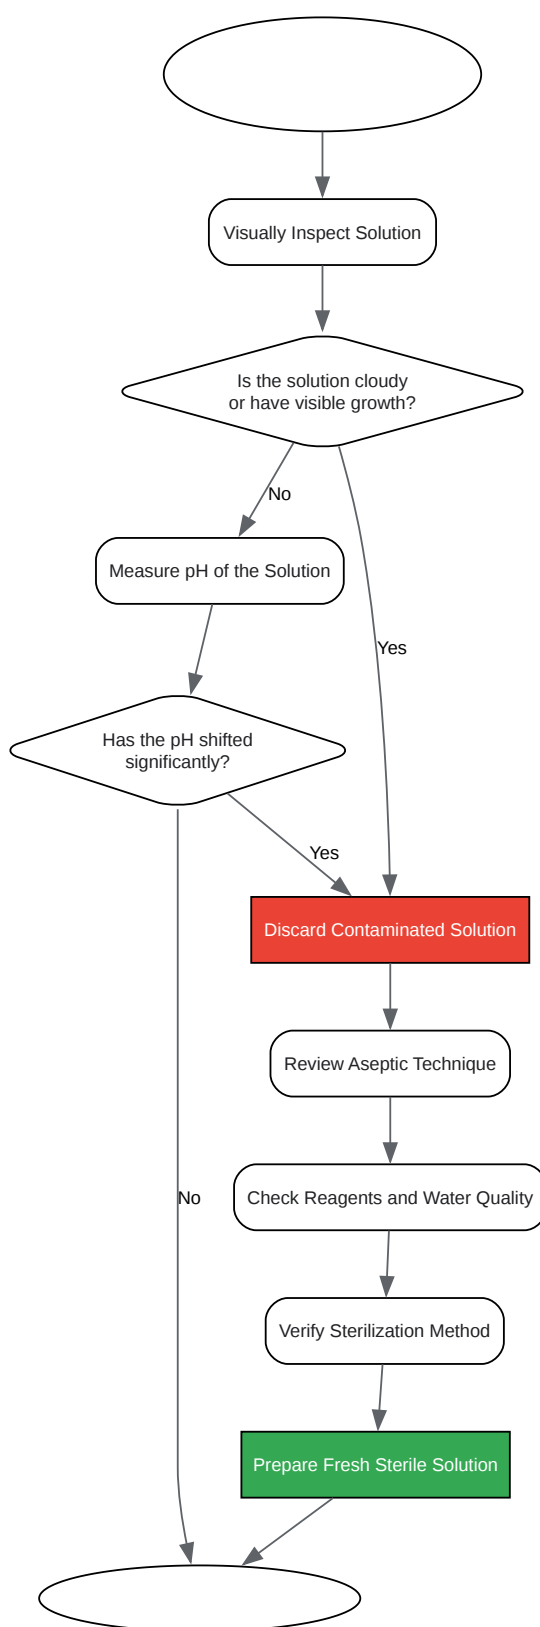 Visually Inspect Solution
Is the solution cloudy
or have visible growth?
No
Measure pH of the Solution
Yes
Has the pH shifted
significantly?
Yes
Discard Contaminated Solution
Review Aseptic Technique
Check Reagents and Water Quality
No
Verify Sterilization Method
Prepare Fresh Sterile Solution